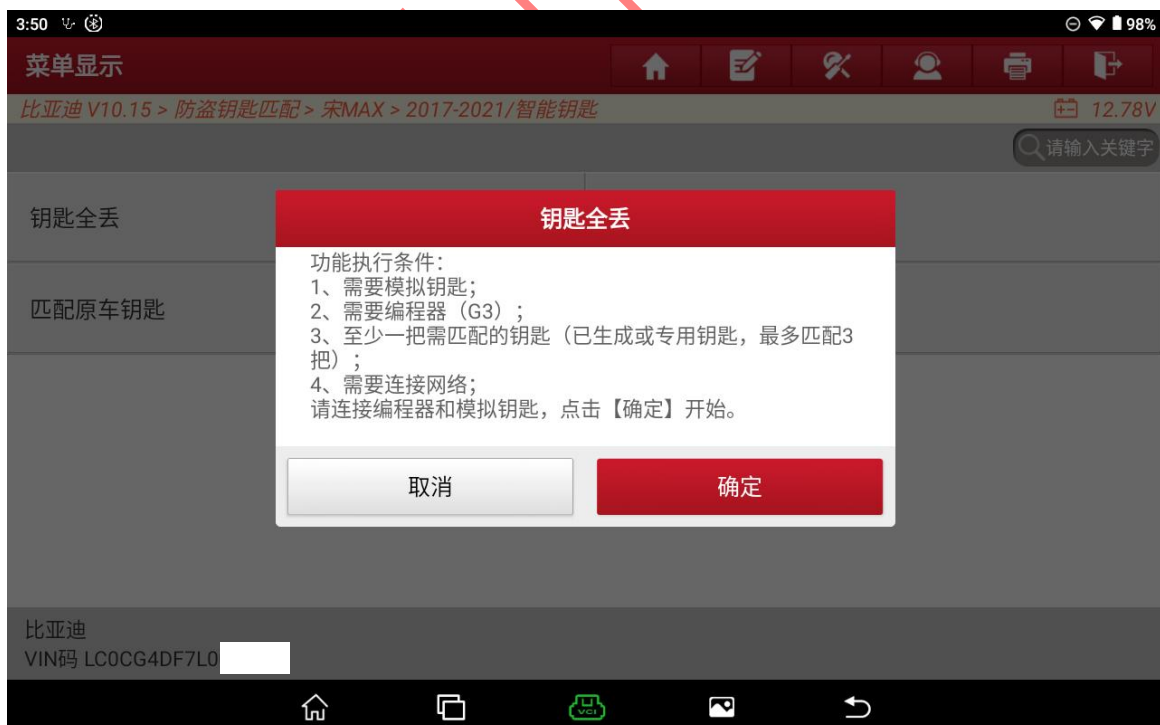 3:50
98%
菜单显示
比亚迪 V10.15 > 防盗钥匙匹配 > 宋MAX > 2017-2021/智能钥匙
12.78V
请输入关键字
钥匙全丢
钥匙全丢
匹配原车钥匙
功能执行条件：
1、需要模拟钥匙；
2、需要编程器（G3）；
3、至少一把需匹配的钥匙（已生成或专用钥匙，最多匹配3
把）；
4、需要连接网络；
请连接编程器和模拟钥匙，点击【确定】开始。
取消
确定
比亚迪
VIN码 LC0CG4DF7L0
VCI